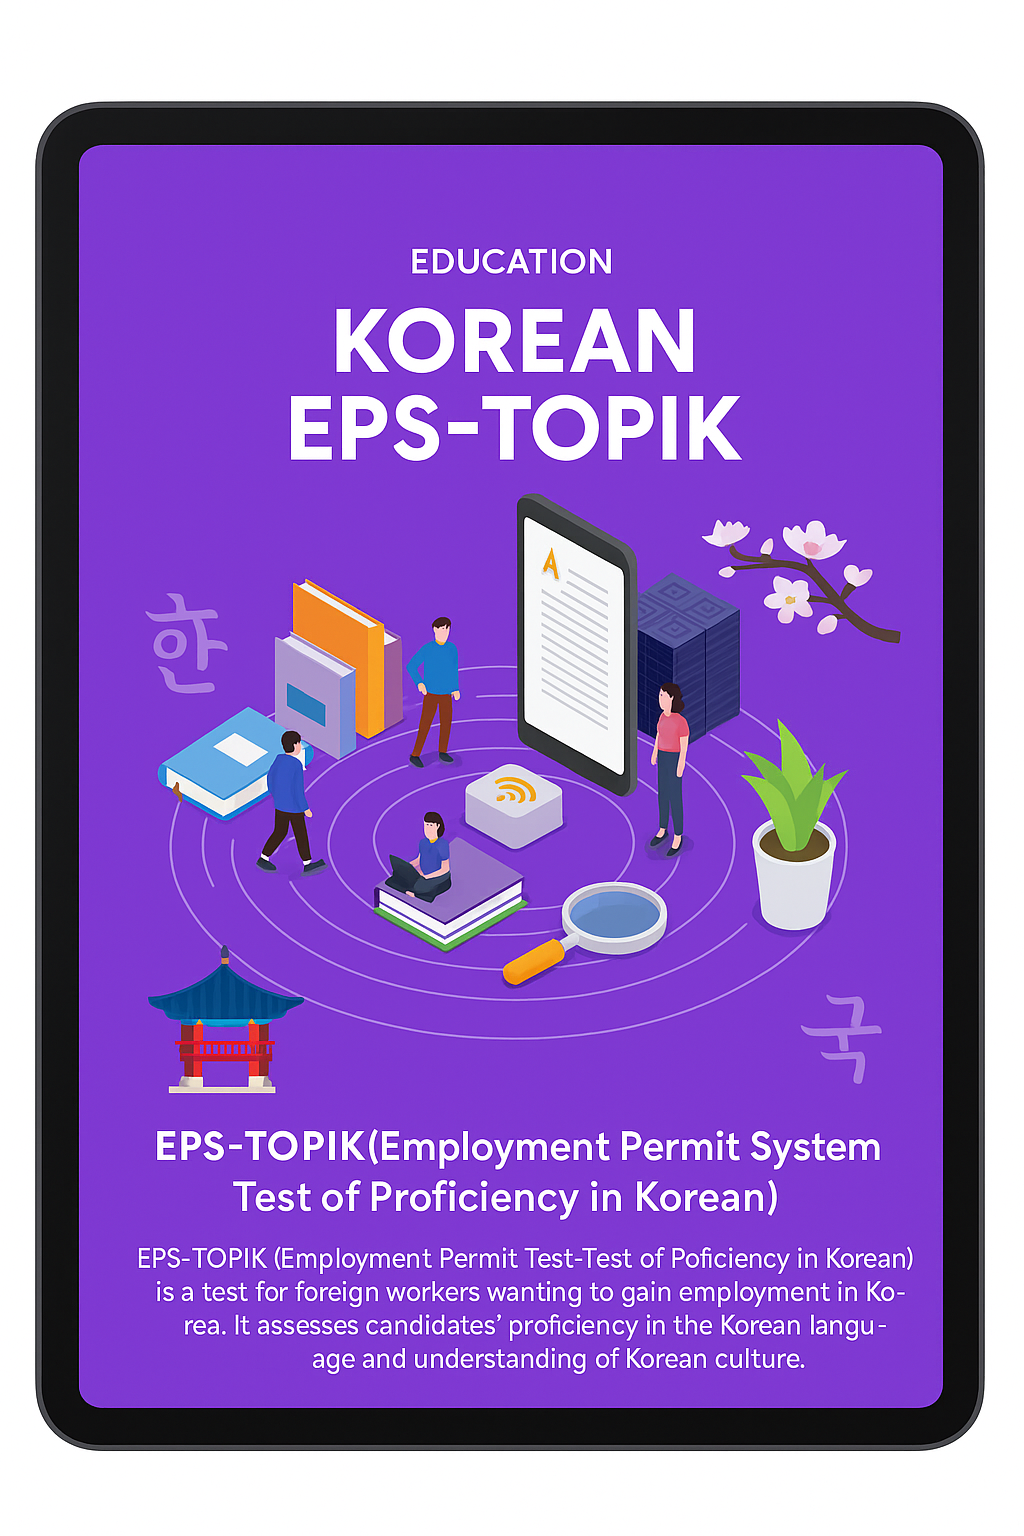 EDUCATION
KOREAN
EPS-TOPIK
A
한
국
EPS-TOPIK(Employment Permit System
Test of Proficiency in Korean)
EPS-TOPIK (Employment Permit Test-Test of Poficiency in Korean)
is a test for foreign workers wanting to gain employment in Ko-
rea. It assesses candidates’ proficiency in the Korean langu-
age and understanding of Korean culture.